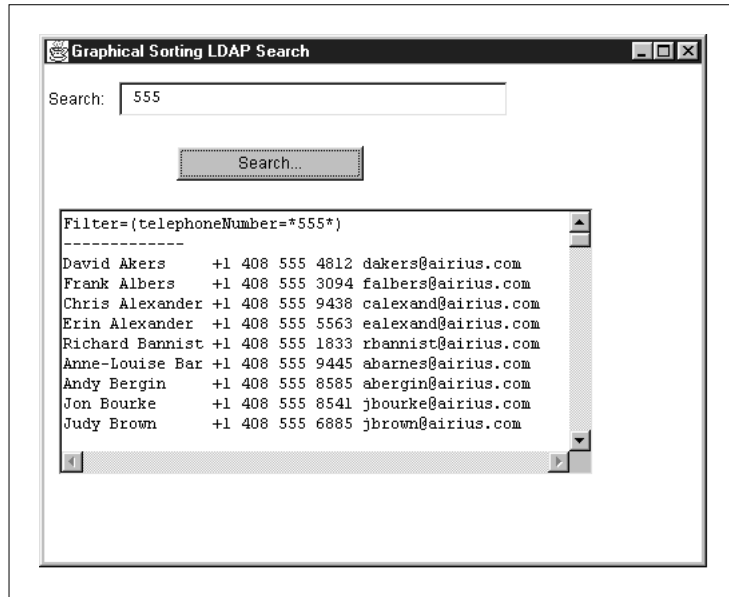 Graphical Sorting LDAP Search
Search: 555
Search...
Filter=(telephoneNumber=*555*)
-------------
David Akers +1 408 555 4812 dakers@airius.com
Frank Albers +1 408 555 3094 falbers@airius.com
Chris Alexander +1 408 555 9438 calexand@airius.com
Erin Alexander +1 408 555 5563 ealexand@airius.com
Richard Bannist +1 408 555 1833 rbannist@airius.com
Anne-Louise Bar +1 408 555 9445 abarnes@airius.com
Andy Bergin +1 408 555 8585 abergin@airius.com
Jon Bourke +1 408 555 8541 jbourke@airius.com
Judy Brown +1 408 555 6885 jbrown@airius.com